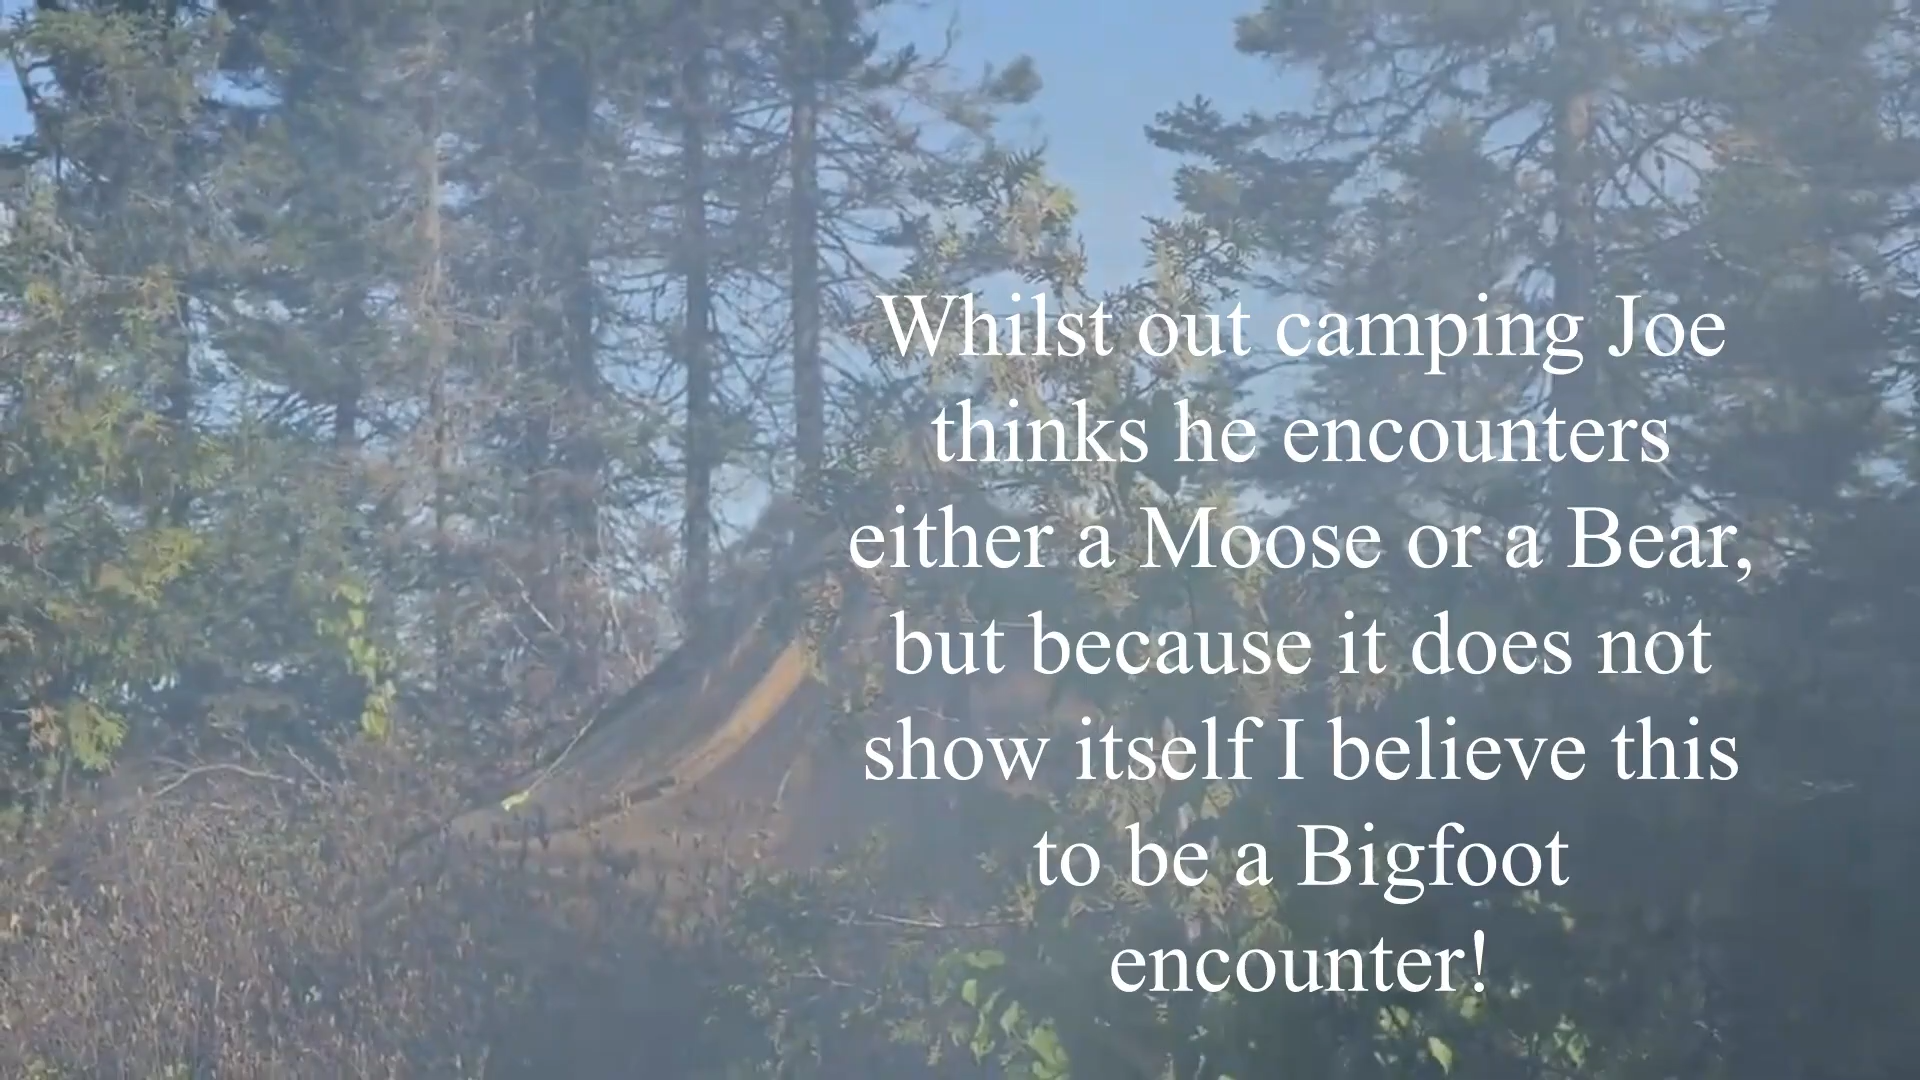 Whilst out camping Joe
thinks he encounters
either a Moose or a Bear,
but because it does not
show itself I believe this
to be a Bigfoot
encounter!